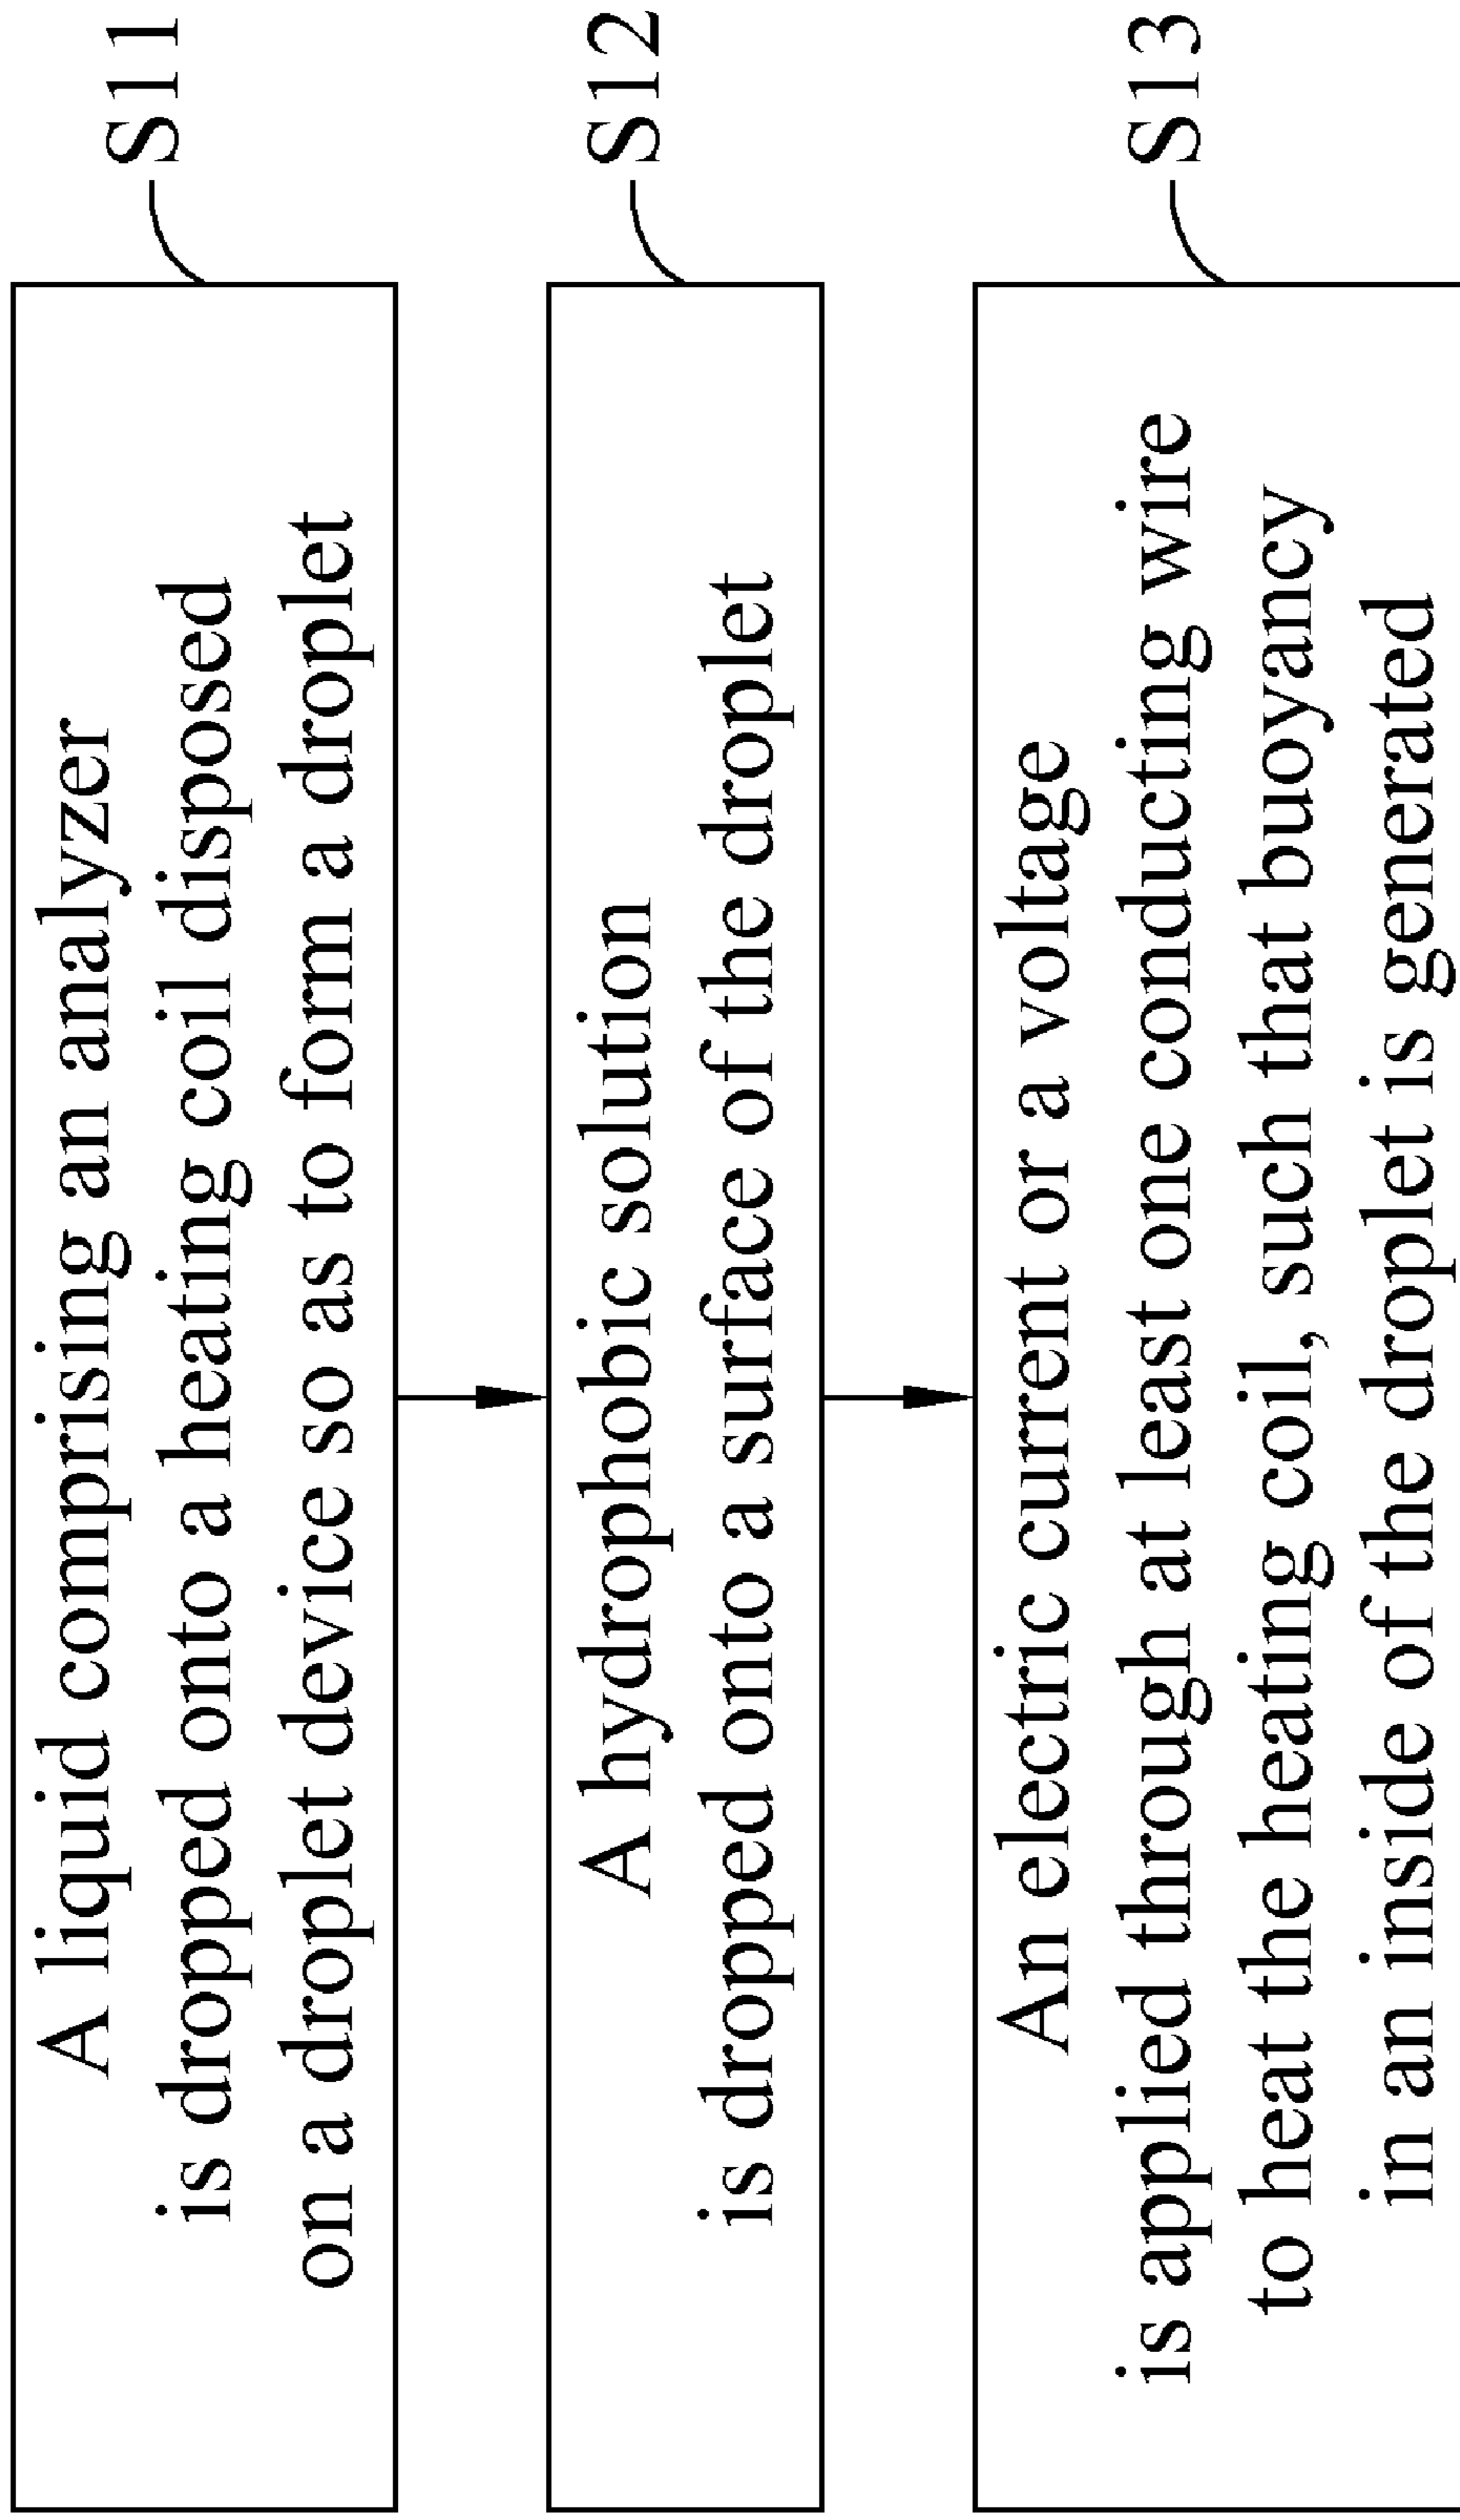 A liquid comprising an analyzer
is dropped onto a heating coil disposed
on a droplet device so as to form a droplet
S11
A hydrophobic solution
is dropped onto a surface of the droplet
S12
An electric current or a voltage
is applied through at least one conducting wire
to heat the heating coil, such that buoyancy
in an inside of the droplet is generated
S13